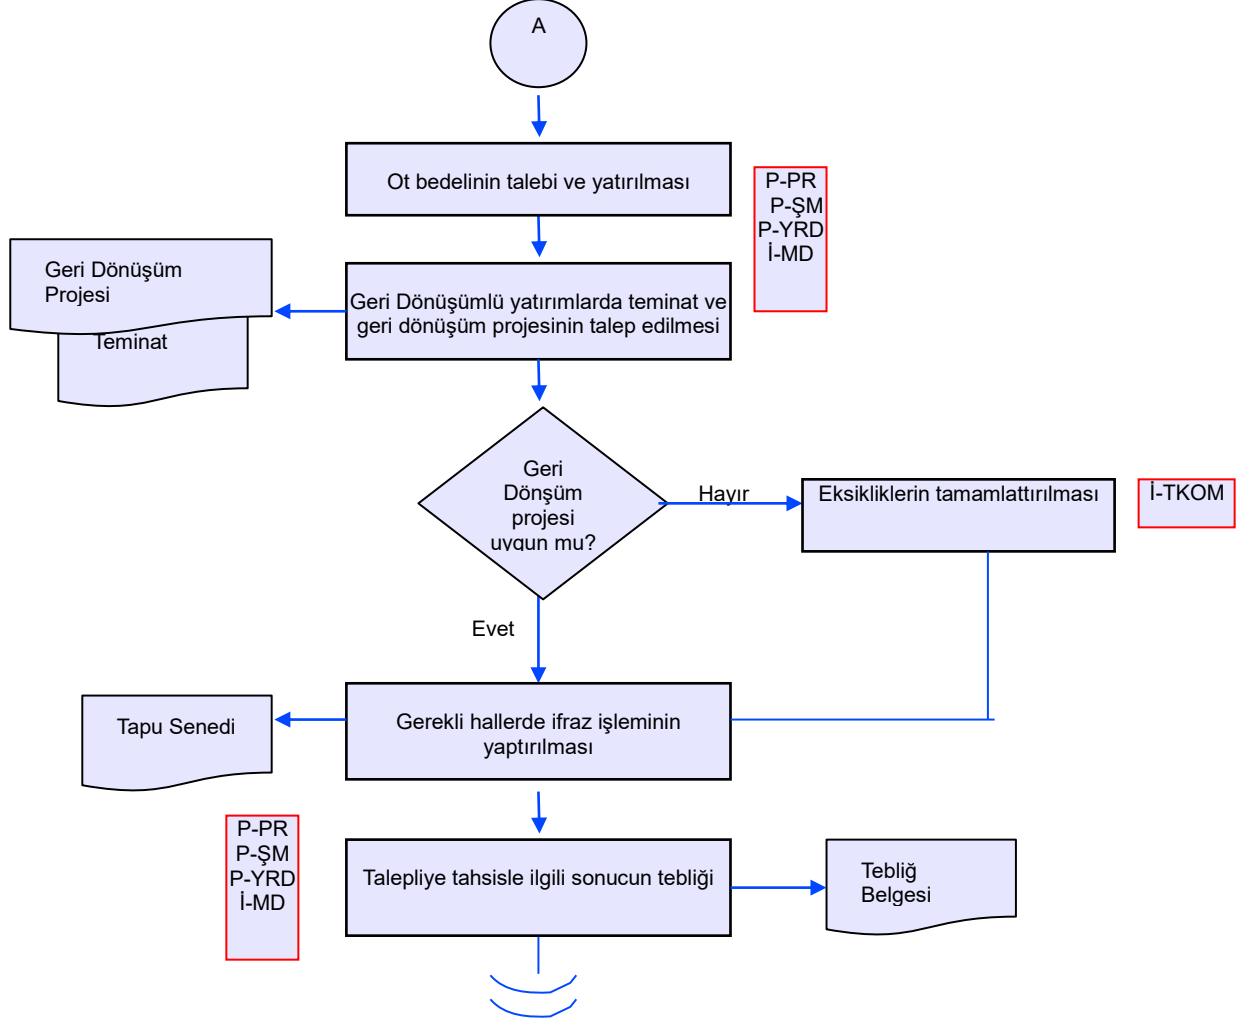 A
Ot bedelinin talebi ve yatırılması
P-PR
P-ŞM
P-YRD
İ-MD
Geri Dönüşüm
Projesi
Teminat
Geri Dönüşümlü yatırımlarda teminat ve
geri dönüşüm projesinin talep edilmesi
Geri
Dönşüm
projesi
uygun mu?
Hayır
Eksikliklerin tamamlattırılması
İ-TKOM
Evet
Tapu Senedi
Gerekli hallerde ifraz işleminin
yaptırılması
P-PR
P-ŞM
P-YRD
İ-MD
Talepliye tahsisle ilgili sonucun tebliği
Tebliğ
Belgesi